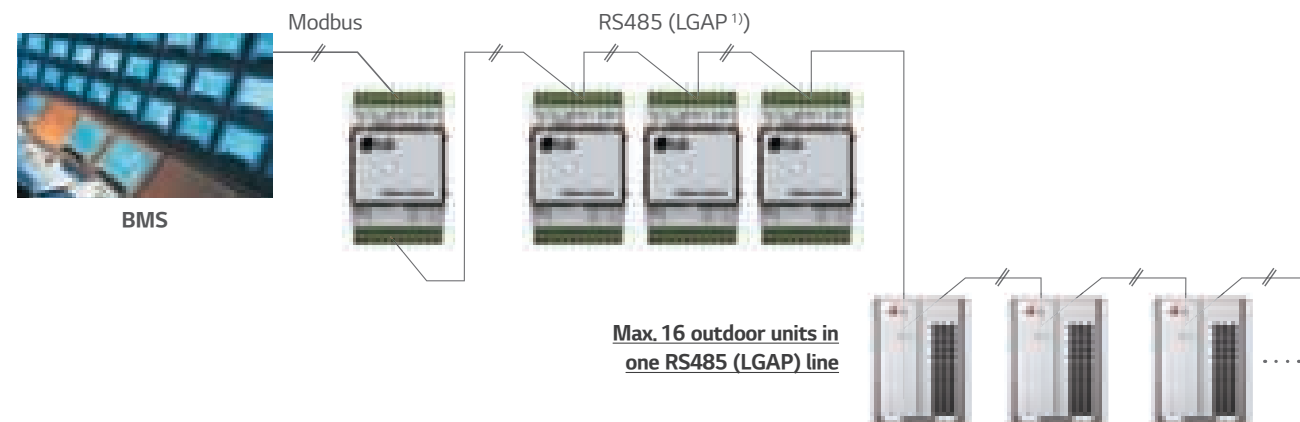 Modbus
RS485 (LGAP 1))
BMS
Max. 16 outdoor units in
one RS485 (LGAP) line